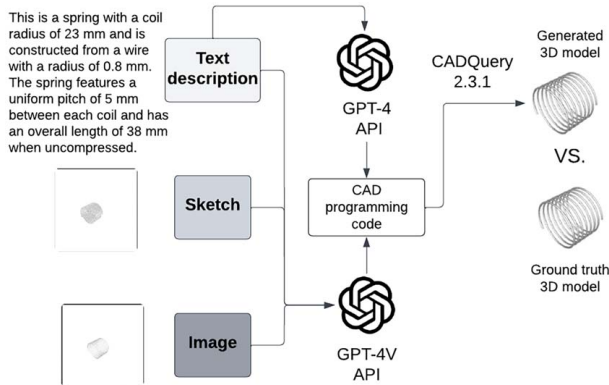 This is a spring with a coil
radius of 23 mm and is
constructed from a wire
with a radius of 0.8 mm.
The spring features a
uniform pitch of 5 mm
between each coil and has
an overall length of 38 mm
when uncompressed.
Text
description
GPT-4
API
CADQuery
2.3.1
Generated
3D model
VS.
Sketch
CAD
programming
code
Ground truth
3D model
Image
GPT-4V
API